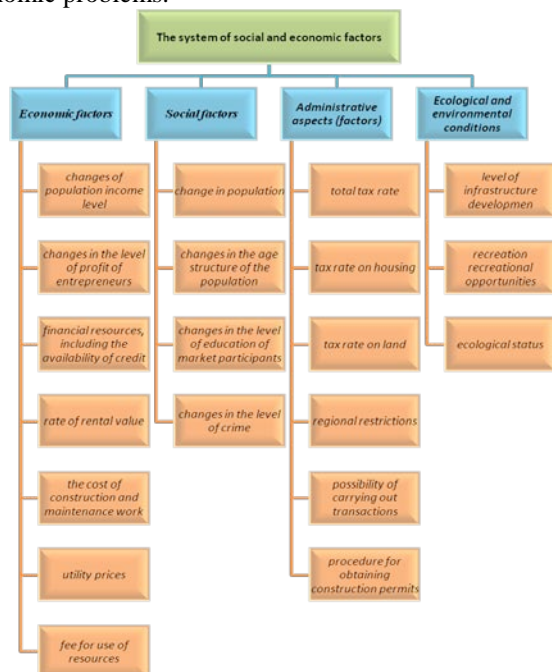 nomic problems.
The system of social and economic factors
Economic factors
Social factors
Administrative
aspects (factors)
Ecological and
environmental
conditions
changes of
population income
level
changes in the level
of profit of
entrepreneurs
financial resources,
including the
availability of credit
rate of rental value
the cost of
construction and
maintenance work
utility prices
fee for use of
resources
change in population
changes in the age
structure of the
population
changes in the level
of education of
market participants
changes in the level
of crime
total tax rate
tax rate on housing
tax rate on land
regional restrictions
possibility of
carrying out
transactions
procedure for
obtaining
construction permits
level of
infrastructure
developmen
recreation
recreational
opportunities
ecological status